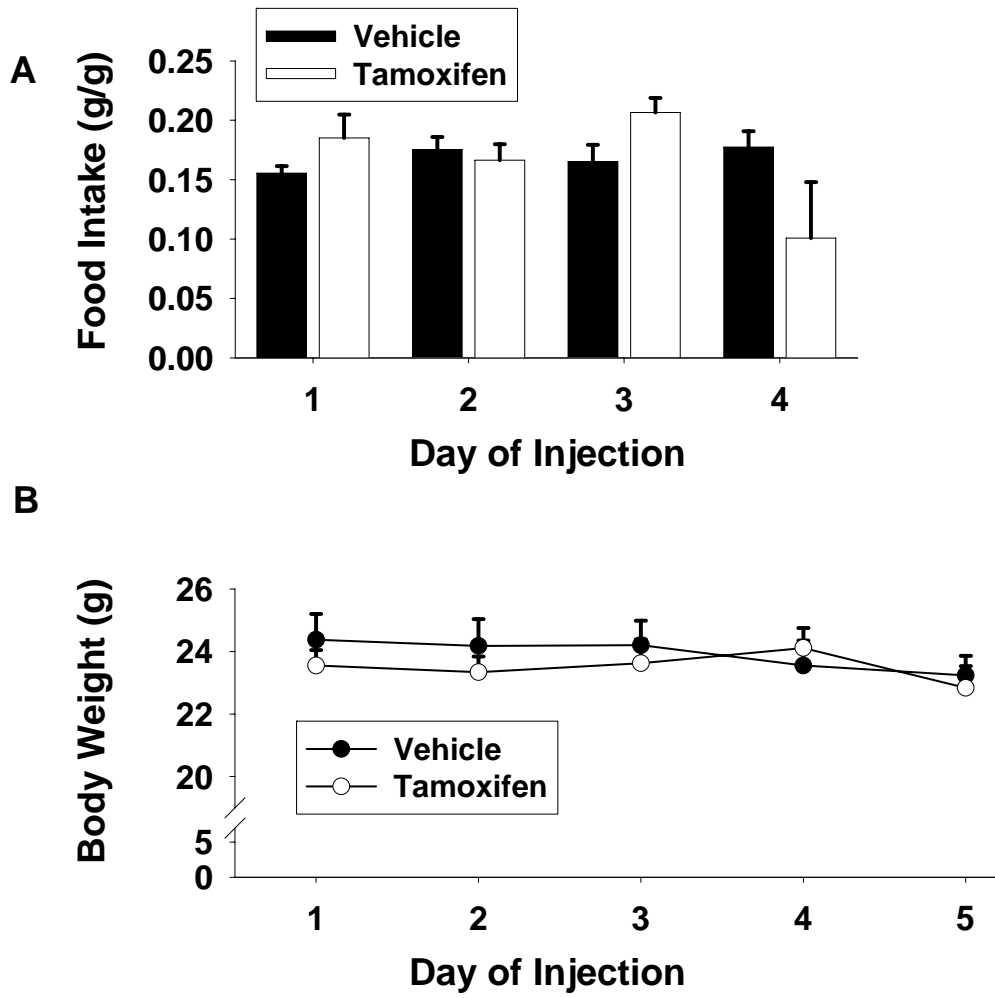 A
Vehicle
Tamoxifen
Food Intake (g/g)
0.25
0.20
0.15
0.10
0.05
0.00
1 2 3 4
Day of Injection
B
Body Weight (g)
26
24
22
20
5
0
Vehicle
Tamoxifen
1 2 3 4 5
Day of Injection